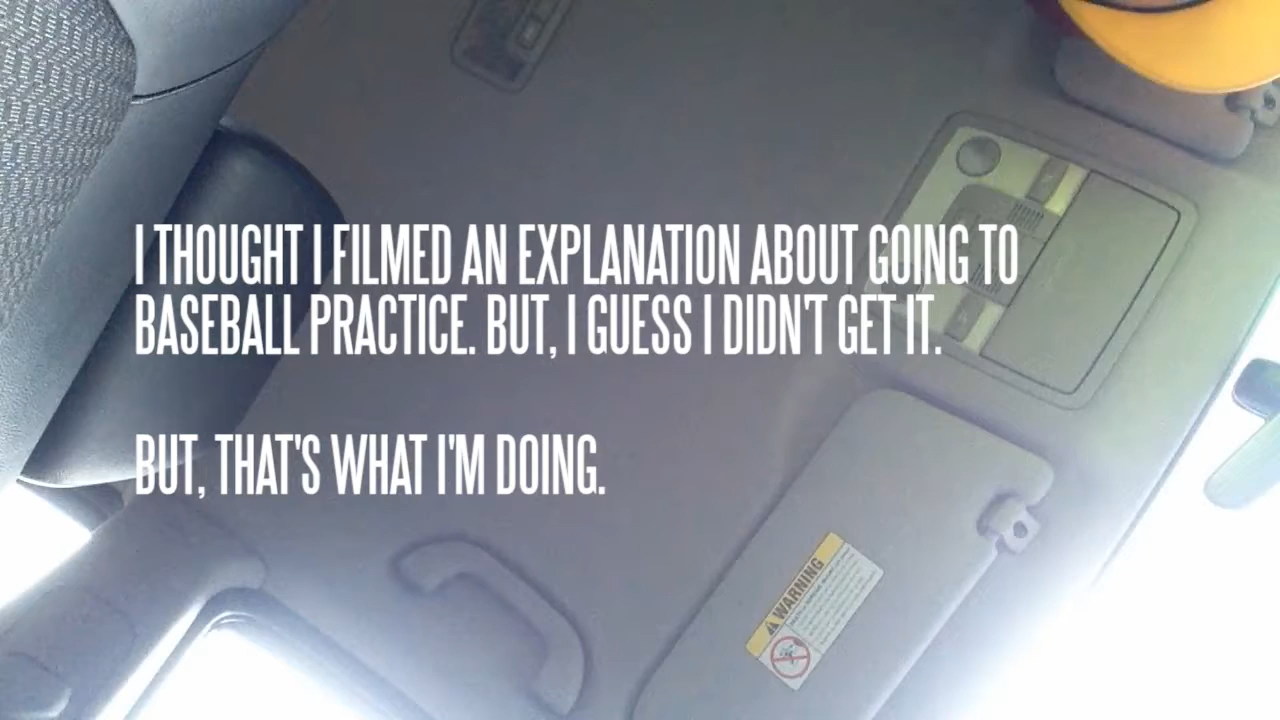 I THOUGHT I FILMED AN EXPLANATION ABOUT GOING TO
BASEBALL PRACTICE. BUT, I GUESS I DIDN'T GET IT.
BUT, THAT'S WHAT I'M DOING.
WARNING